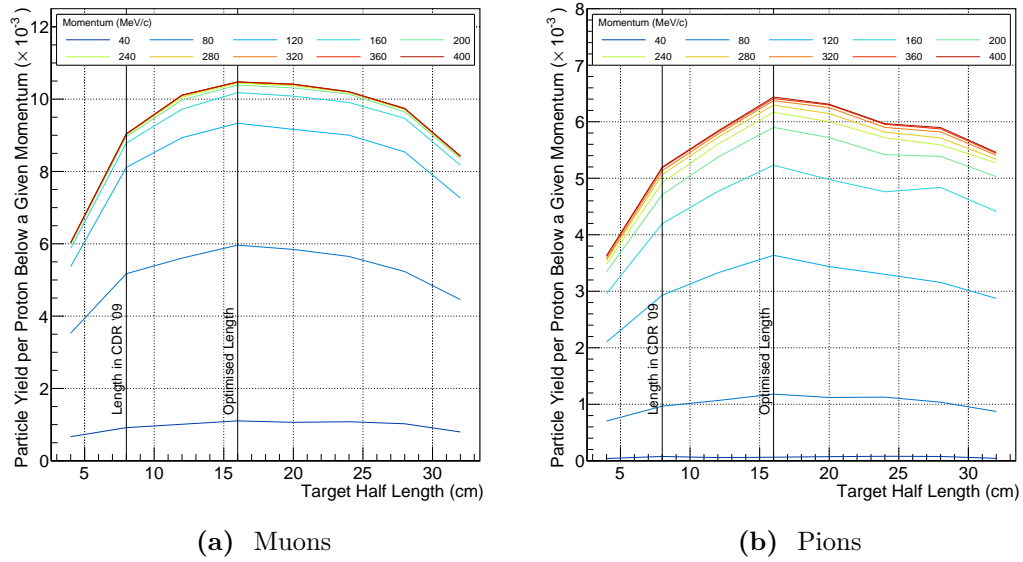 Particle Yield per Proton Below a Given Momentum (× 10⁻³)
Momentum (MeV/c)
40 80 120 160 200
240 280 320 360 400
12
10
8
6
4
2
0
Length in CDR '09
Optimised Length
5 10 15 20 25 30
Target Half Length (cm)
(a) Muons
Particle Yield per Proton Below a Given Momentum (× 10⁻³)
Momentum (MeV/c)
40 80 120 160 200
240 280 320 360 400
8
7
6
5
4
3
2
1
0
Length in CDR '09
Optimised Length
5 10 15 20 25 30
Target Half Length (cm)
(b) Pions